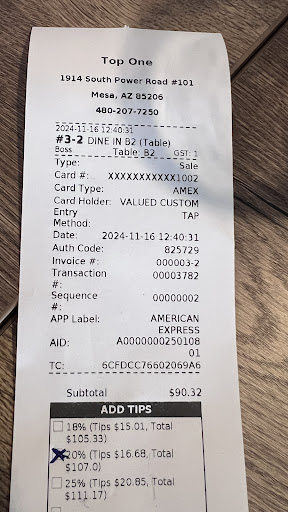 Top One
1914 South Power Road #101
Mesa, AZ 85206
480-207-7250
2024-11-16 12:40:31
#3-2 DINE IN B2 (Table)
Boss Table: B2 GST: 1
Type: Sale
Card #: XXXXXXXXXXX1002
Card Type: AMEX
Card Holder: VALUED CUSTOM
Entry TAP
Method:
Date: 2024-11-16 12:40:31
Auth Code: 825729
Invoice #: 000003-2
Transaction 00003782
#:
Sequence 00000002
#:
APP Label: AMERICAN
EXPRESS
AID: A0000000250108
01
TC: 6CFDCC76602069A6
Subtotal $90.32
ADD TIPS
18% (Tips $15.01, Total
$105.33)
20% (Tips $16.68, Total
$107.0)
25% (Tips $20.85, Total
$111.17)